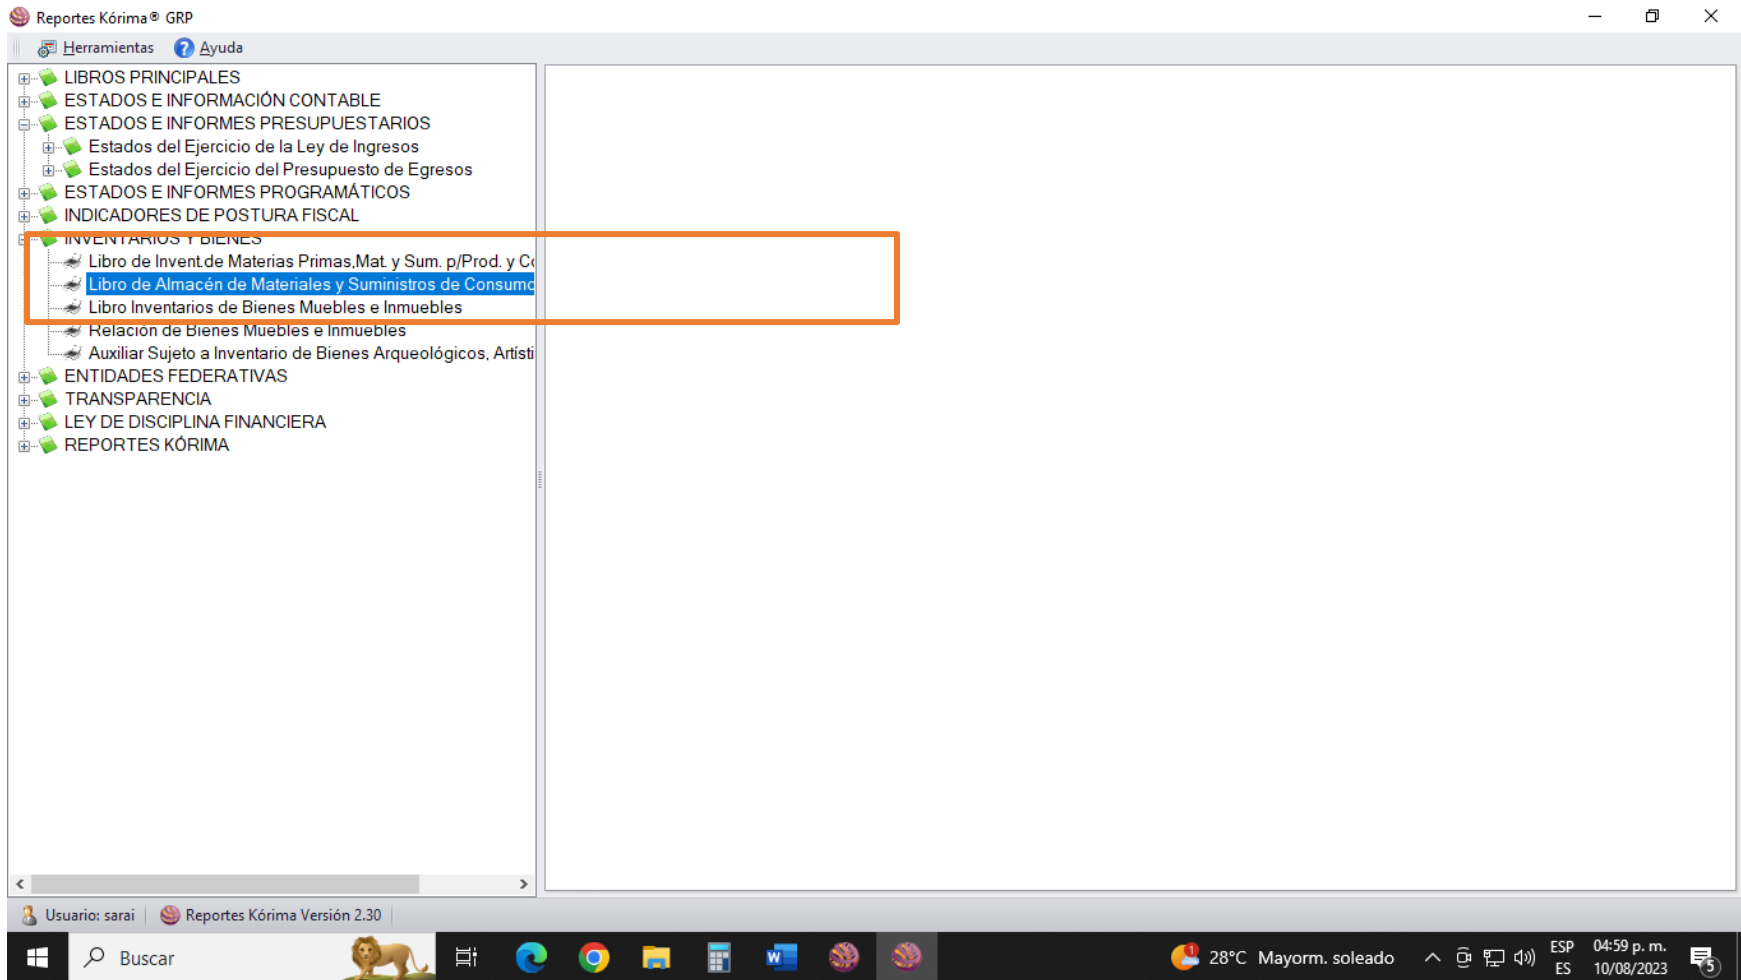 Reportes Kórima® GRP
Herramientas Ayuda
LIBROS PRINCIPALES
ESTADOS E INFORMACIÓN CONTABLE
ESTADOS E INFORMES PRESUPUESTARIOS
Estados del Ejercicio de la Ley de Ingresos
Estados del Ejercicio del Presupuesto de Egresos
ESTADOS E INFORMES PROGRAMÁTICOS
INDICADORES DE POSTURA FISCAL
INVENTARIOS Y BIENES
Libro de Invent.de Materias Primas,Mat. y Sum. p/Prod. y Co
Libro de Almacén de Materiales y Suministros de Consumo
Libro Inventarios de Bienes Muebles e Inmuebles
Relación de Bienes Muebles e Inmuebles
Auxiliar Sujeto a Inventario de Bienes Arqueológicos, Artísti
ENTIDADES FEDERATIVAS
TRANSPARENCIA
LEY DE DISCIPLINA FINANCIERA
REPORTES KÓRIMA
Usuario: sarai Reportes Kórima Versión 2.30
Buscar 1 28°C Mayorm. soleado ESP 04:59 p. m.
ES 10/08/2023 5